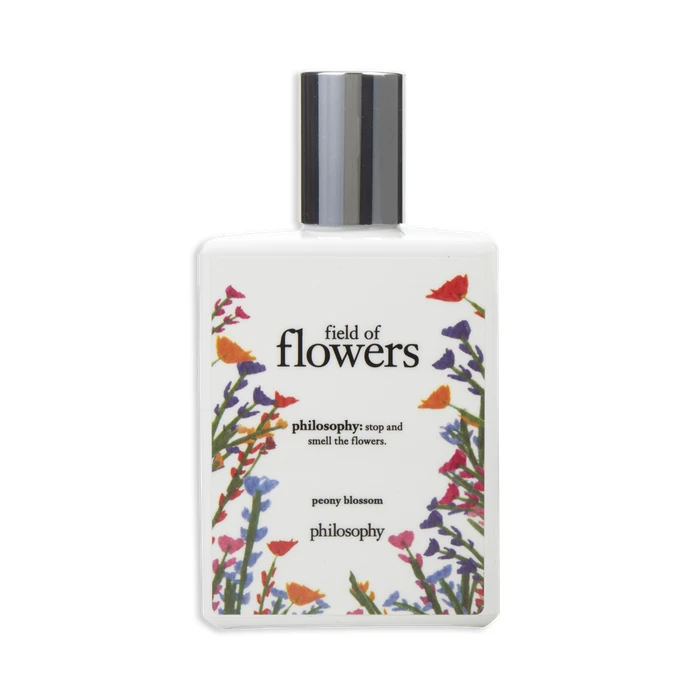 field of
flowers
philosophy: stop and
smell the flowers.
peony blossom
philosophy